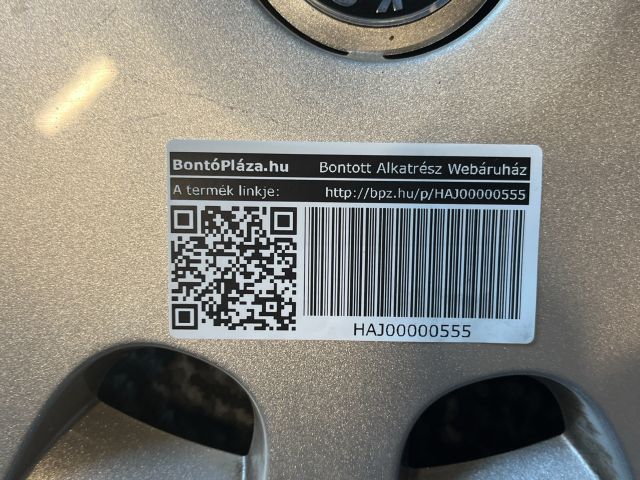 BontóPláza.hu Bontott Alkatrész Webáruház
A termék linkje: http://bpz.hu/p/HAJ00000555
HAJ00000555